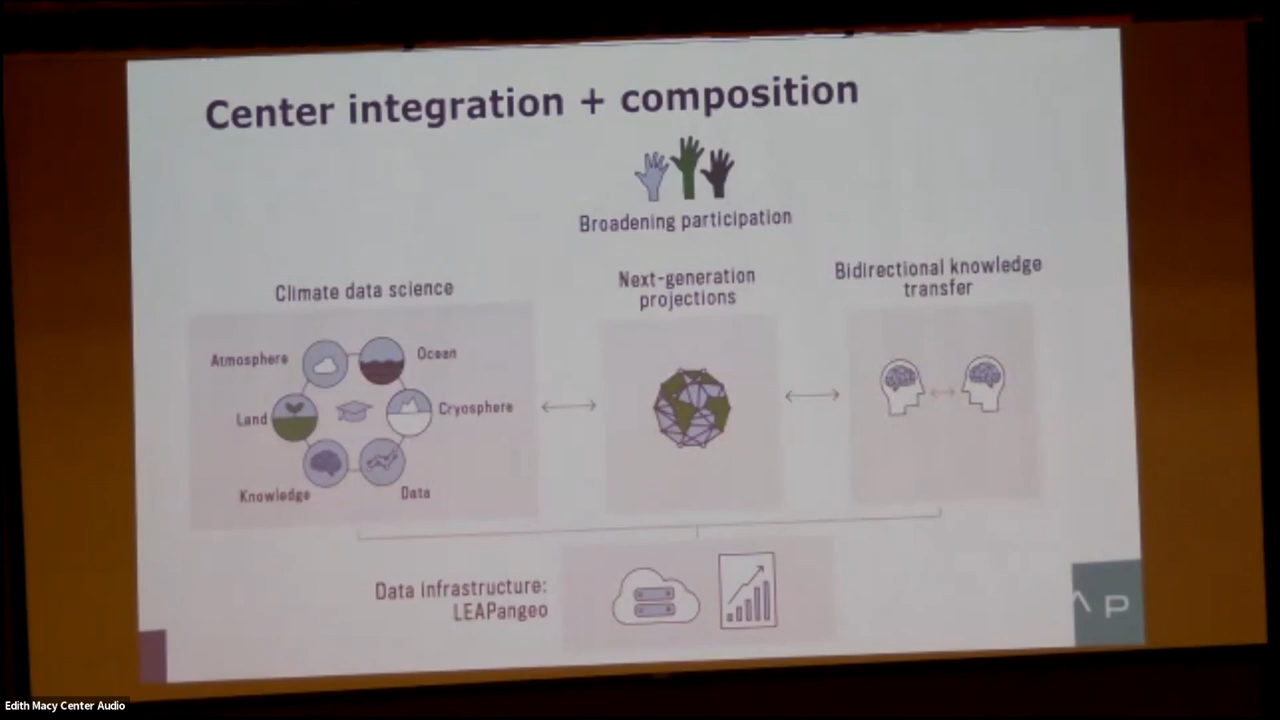 Center integration + composition
Broadening participation
Climate data science
Next-generation
projections
Bidirectional knowledge
transfer
Atmosphere
Ocean
Land
Cryosphere
Knowledge
Data
Data infrastructure:
LEAPangeo
AP
Edith Macy Center Audio